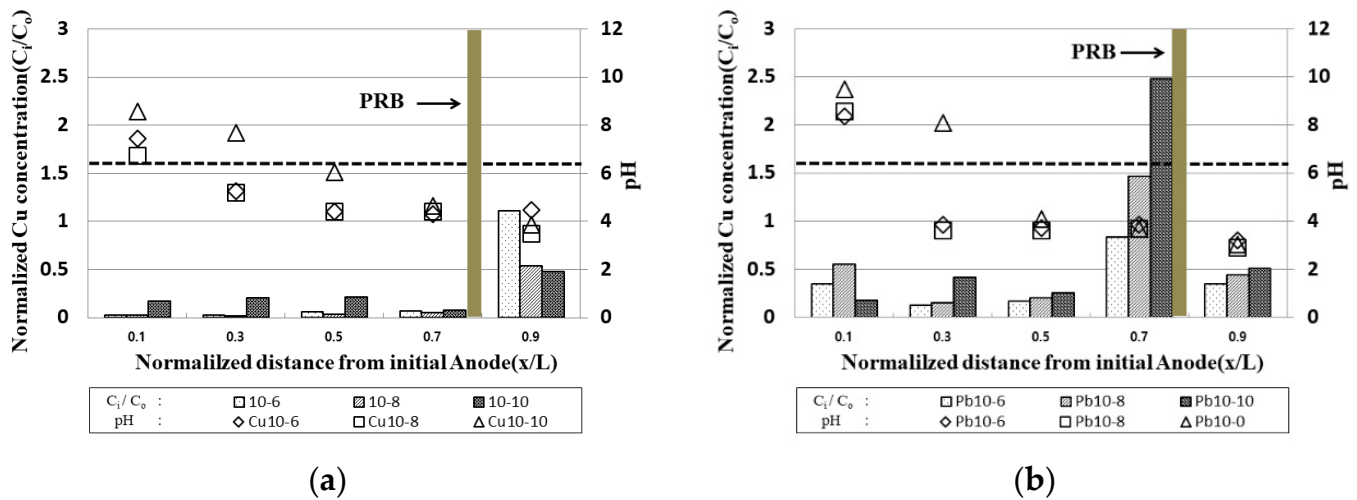 Normalized Cu concentration(Ci/Co)
3
2.5
2
1.5
1
0.5
0
PRB
12
10
8
6
4
2
0
pH
0.1 0.3 0.5 0.7 0.9
Normalilzed distance from initial Anode(x/L)
Ci / Co : 10-6 10-8 10-10
pH : Cu10-6 Cu10-8 Cu10-10
(a)
Normalized Cu concentration(Ci/Co)
3
2.5
2
1.5
1
0.5
0
PRB
12
10
8
6
4
2
0
pH
0.1 0.3 0.5 0.7 0.9
Normalilzed distance from initial Anode(x/L)
Ci / Co : Pb10-6 Pb10-8 Pb10-10
pH : Pb10-6 Pb10-8 Pb10-0
(b)